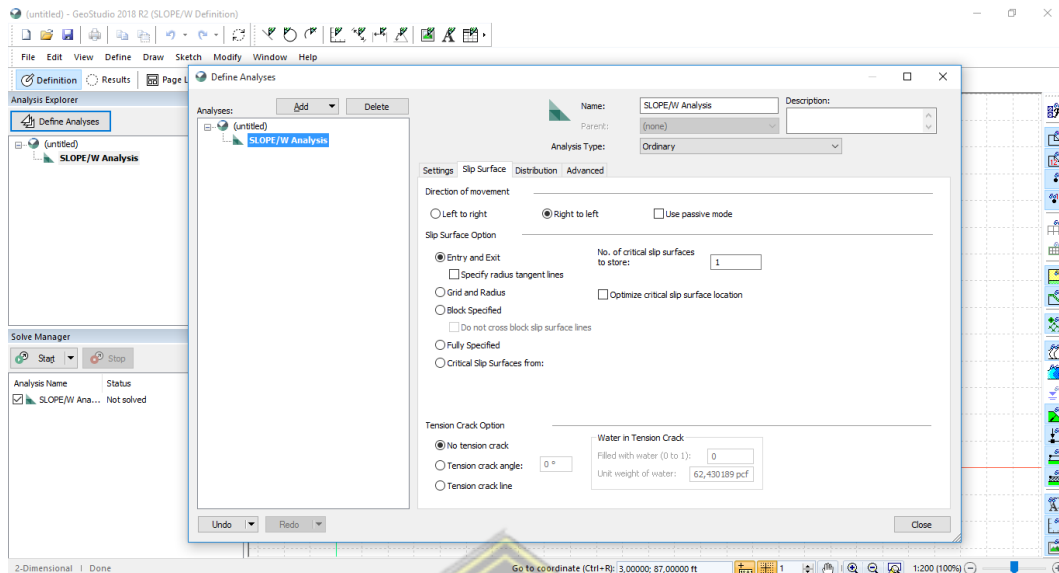 (untitled) - GeoStudio 2018 R2 (SLOPE/W Definition)
File Edit View Define Draw Sketch Modify Window Help
Definition Results Page L
Define Analyses
Analysis Explorer
Define Analyses
(untitled)
SLOPE/W Analysis
Analyses:
Add Delete
(untitled)
SLOPE/W Analysis
Name: SLOPE/W Analysis
Description:
Parent: (none)
Analysis Type: Ordinary
Settings Slip Surface Distribution Advanced
Direction of movement
Left to right Right to left Use passive mode
Slip Surface Option
Entry and Exit
No. of critical slip surfaces
to store: 1
Specify radius tangent lines
Grid and Radius
Optimize critical slip surface location
Block Specified
Do not cross block slip surface lines
Fully Specified
Critical Slip Surfaces from:
Tension Crack Option
No tension crack
Tension crack angle: 0 °
Tension crack line
Water in Tension Crack
Filled with water (0 to 1): 0
Unit weight of water: 62,430189 pcf
Undo Redo Close
Solve Manager
Start Stop
Analysis Name Status
SLOPE/W Ana... Not solved
2-Dimensional | Done
Go to coordinate (Ctrl+R): 3,00000; 87,00000 ft
1
1:200 (100%)